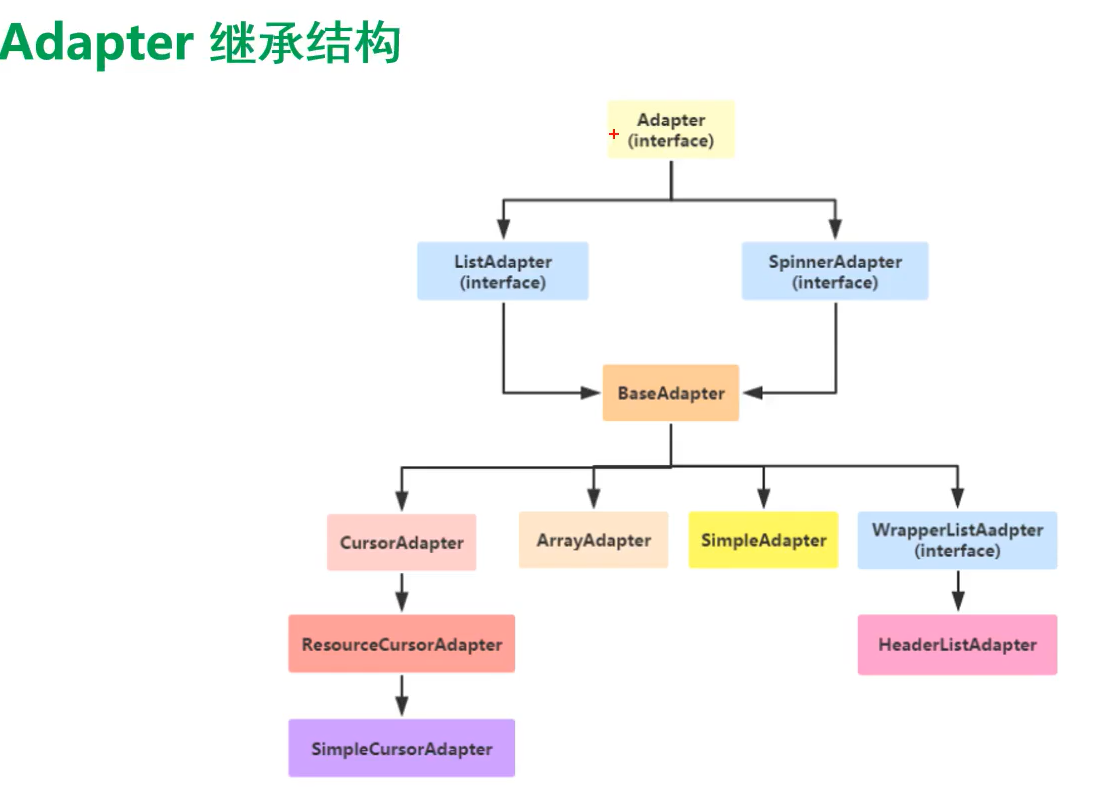 Adapter 继承结构
Adapter
(interface)
ListAdapter
(interface)
SpinnerAdapter
(interface)
BaseAdapter
CursorAdapter
ArrayAdapter
SimpleAdapter
WrapperListAadpter
(interface)
ResourceCursorAdapter
HeaderListAdapter
SimpleCursorAdapter